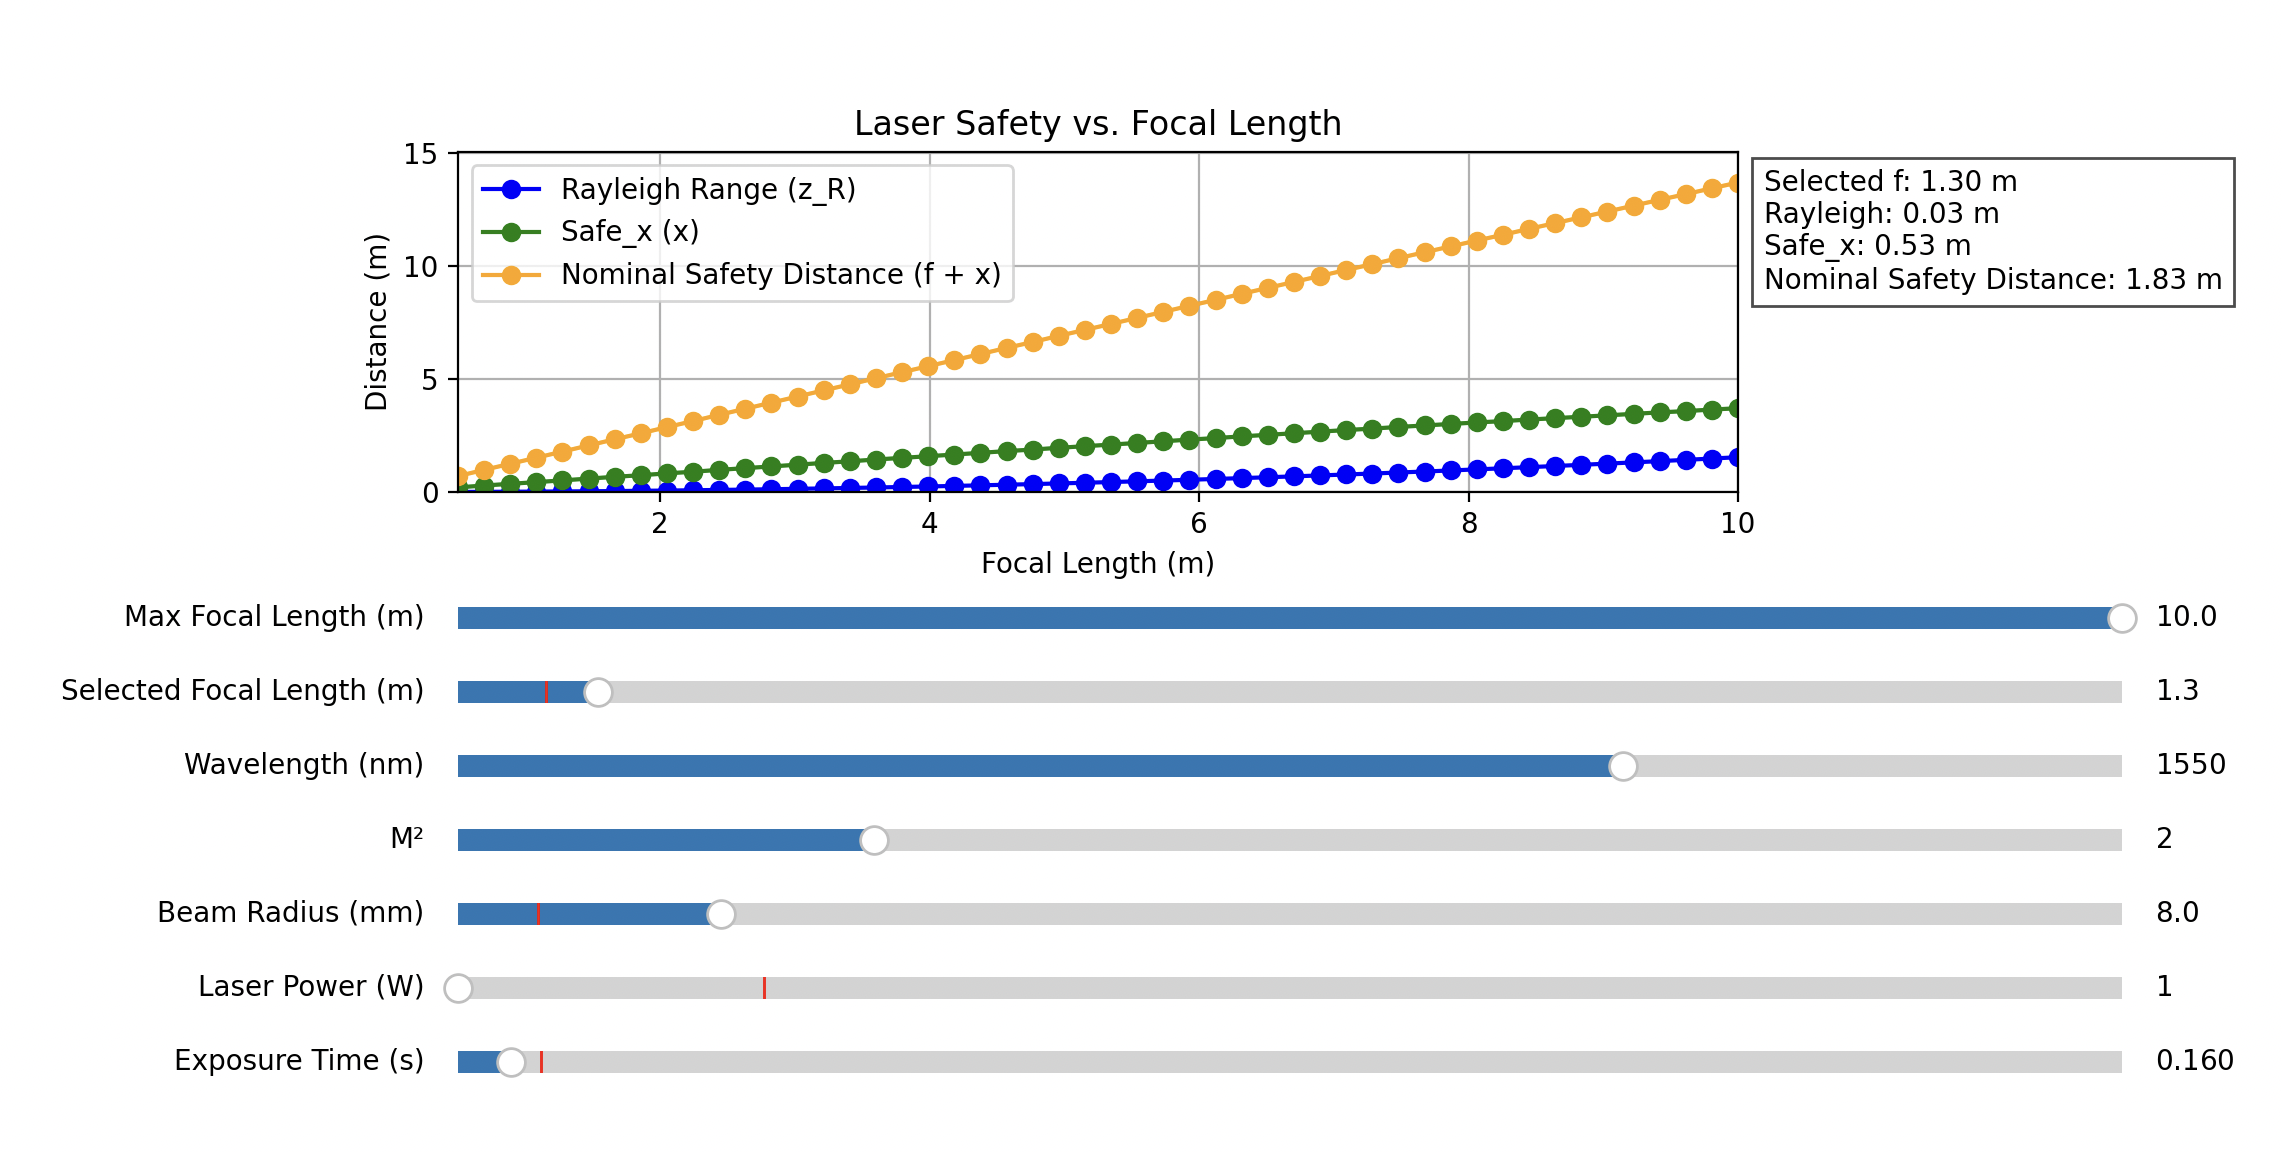 Laser Safety vs. Focal Length
15
10
5
0
Distance (m)
Rayleigh Range (z_R)
Safe_x (x)
Nominal Safety Distance (f + x)
2 4 6 8 10
Focal Length (m)
Selected f: 1.30 m
Rayleigh: 0.03 m
Safe_x: 0.53 m
Nominal Safety Distance: 1.83 m
Max Focal Length (m) 10.0
Selected Focal Length (m) 1.3
Wavelength (nm) 1550
M² 2
Beam Radius (mm) 8.0
Laser Power (W) 1
Exposure Time (s) 0.160